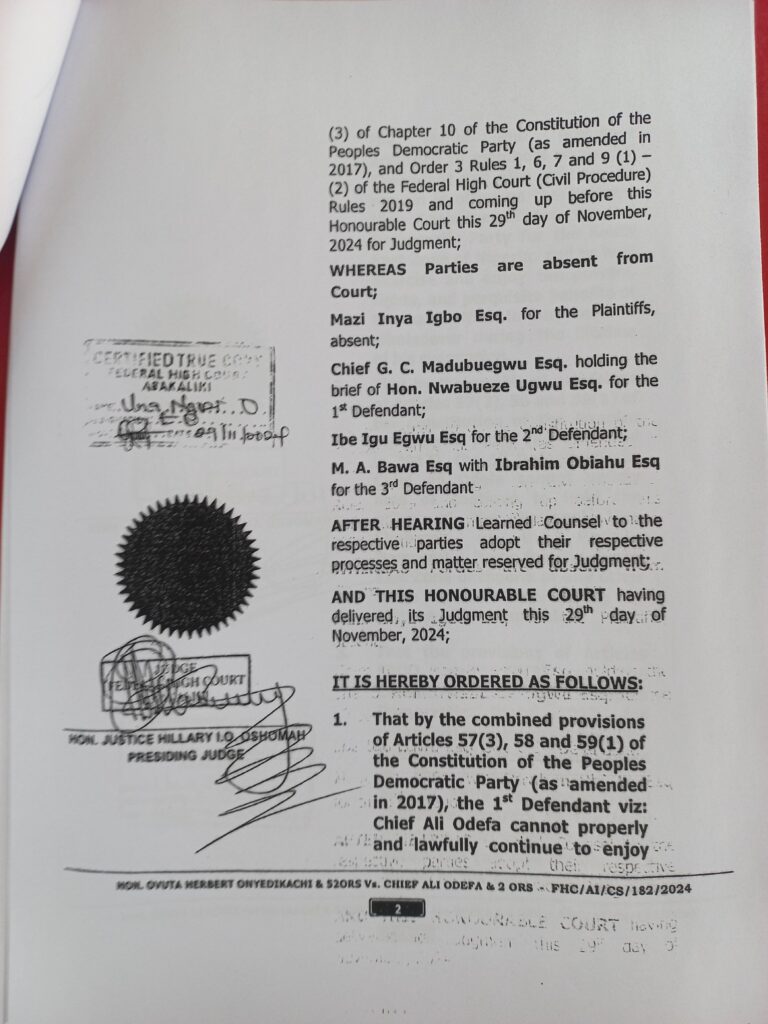 (3) of Chapter 10 of the Constitution of the
Peoples Democratic Party (as amended in
2017), and Order 3 Rules 1, 6, 7 and 9 (1) –
(2) of the Federal High Court (Civil Procedure)
Rules 2019 and coming up before this
Honourable Court this 29th day of November,
2024 for Judgment;
WHEREAS Parties are absent from
Court;
Mazi Inya Igbo Esq. for the Plaintiffs,
absent;
Chief G. C. Madubuegwu Esq. holding the
brief of Hon. Nwabueze Ugwu Esq. for the
1st Defendant;
Ibe Igu Egwu Esq for the 2nd Defendant;
M. A. Bawa Esq with Ibrahim Obiahu Esq
for the 3rd Defendant
AFTER HEARING Learned Counsel to the
respective parties adopt their respective
processes and matter reserved for Judgment;
AND THIS HONOURABLE COURT having
delivered its Judgment this 29th day of
November, 2024;
IT IS HEREBY ORDERED AS FOLLOWS:
1. That by the combined provisions
of Articles 57(3), 58 and 59(1) of
the Constitution of the Peoples
Democratic Party (as amended
in 2017), the 1st Defendant viz:
Chief Ali Odefa cannot properly
and lawfully continue to enjoy
CERTIFIED TRUE COPY
FEDERAL HIGH COURT
ABAKALIKI
JUDGE
FEDERAL HIGH COURT
HON. JUSTICE HILLARY I.O. OSHOMAH
PRESIDING JUDGE
HON. OVUTA HERBERT ONYEDIKACHI & 52ORS Vs. CHIEF ALI ODEFA & 2 ORS - FHC/AI/CS/182/2024
2